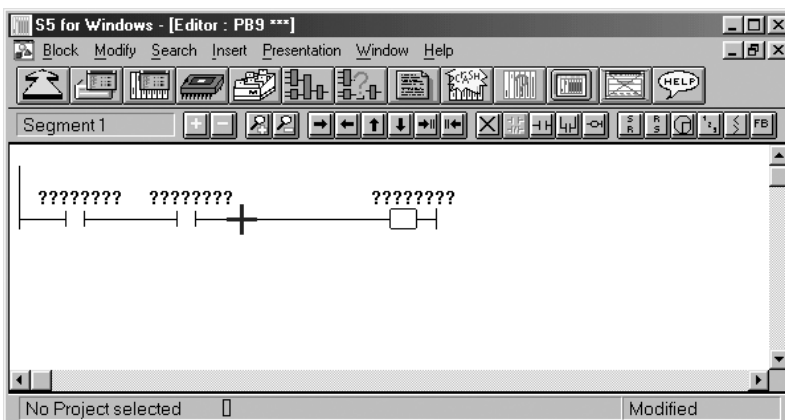 S5 for Windows - [Editor : PB9 ***]
Block Modify Search Insert Presentation Window Help
M CRASH HELP
Segment 1 S R R S FB
???????? ???????? ????????
No Project selected [] Modified